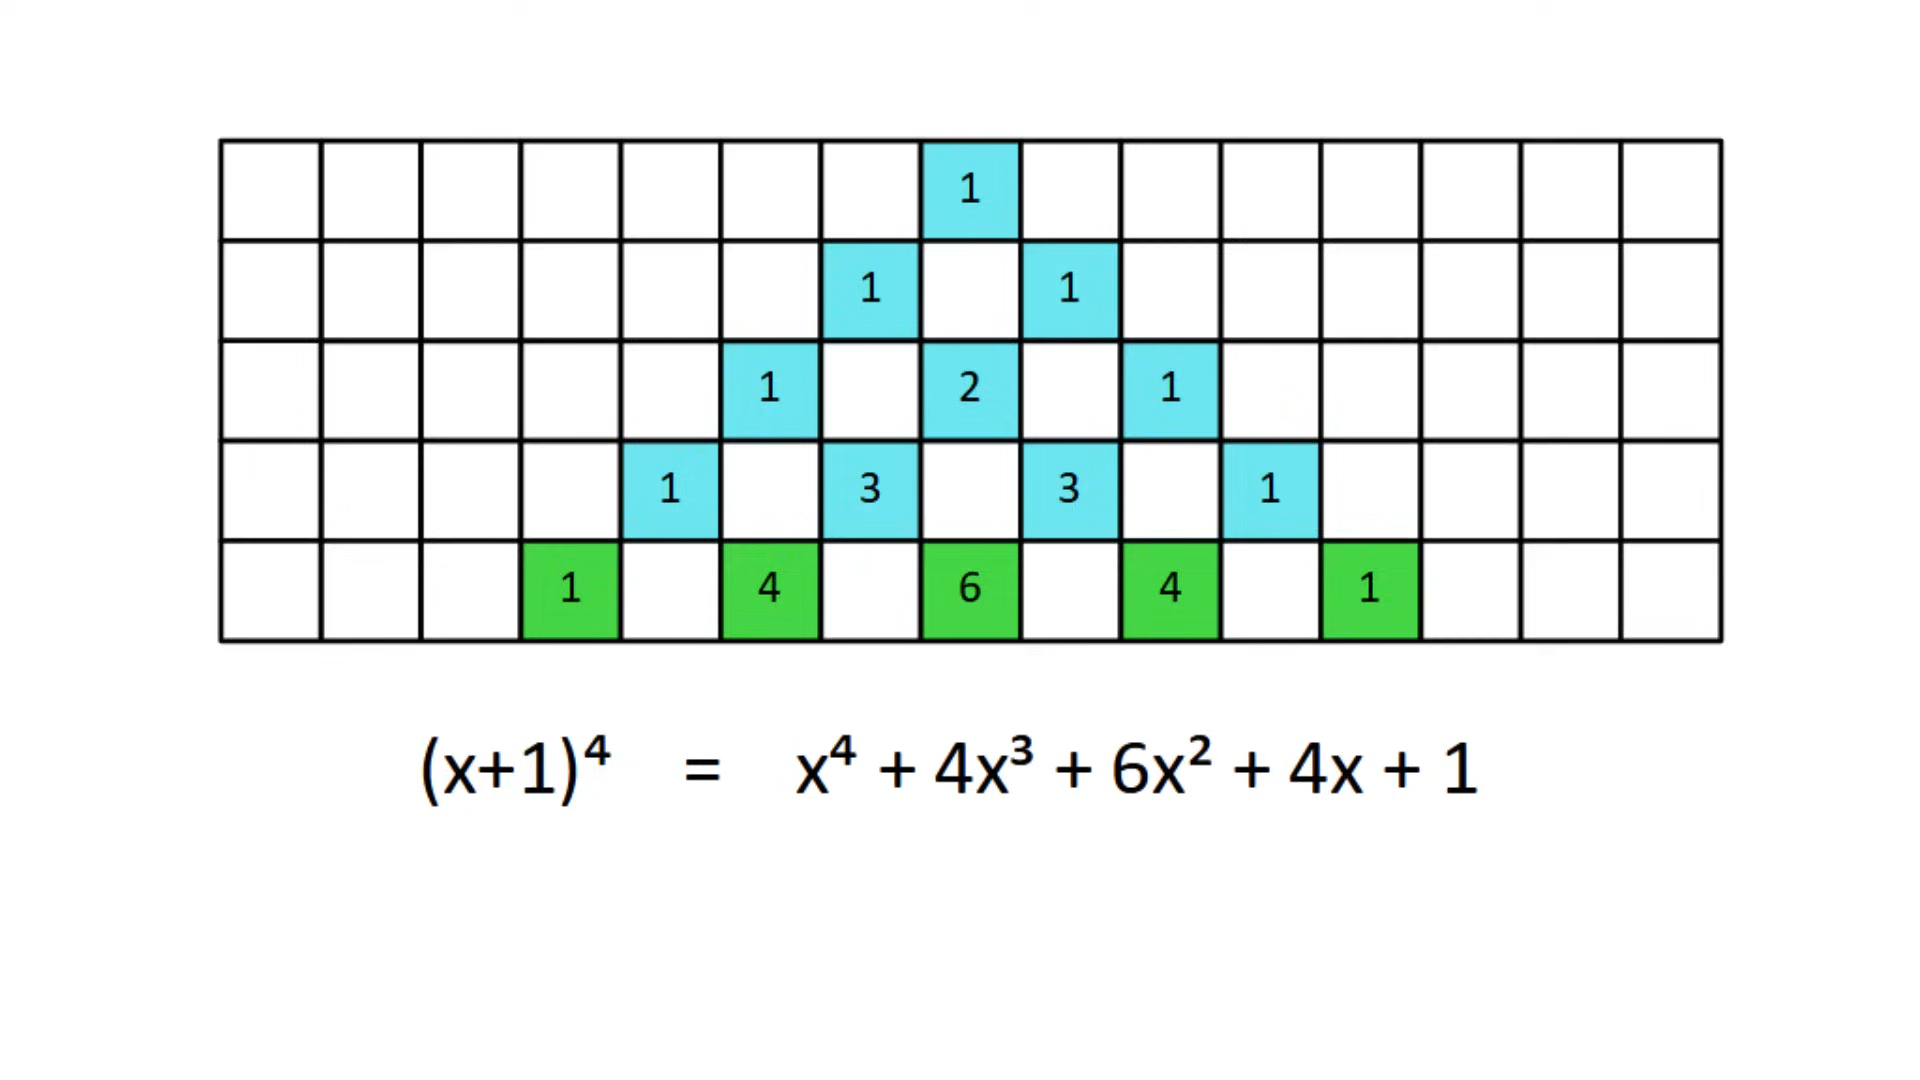 1
1 1
1 2 1
1 3 3 1
1 4 6 4 1
(x+1)⁴ = x⁴ + 4x³ + 6x² + 4x + 1